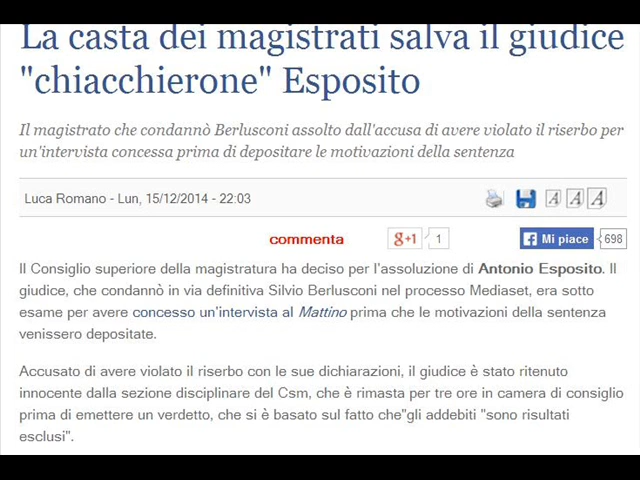 La casta dei magistrati salva il giudice
"chiacchierone" Esposito
Il magistrato che condannò Berlusconi assolto dall'accusa di avere violato il riserbo per
un'intervista concessa prima di depositare le motivazioni della sentenza
Luca Romano - Lun, 15/12/2014 - 22:03
A A A
commenta
g+1 1
Mi piace 698
Il Consiglio superiore della magistratura ha deciso per l'assoluzione di Antonio Esposito. Il
giudice, che condannò in via definitiva Silvio Berlusconi nel processo Mediaset, era sotto
esame per avere concesso un'intervista al Mattino prima che le motivazioni della sentenza
venissero depositate.
Accusato di avere violato il riserbo con le sue dichiarazioni, il giudice è stato ritenuto
innocente dalla sezione disciplinare del Csm, che è rimasta per tre ore in camera di consiglio
prima di emettere un verdetto, che si è basato sul fatto che"gli addebiti "sono risultati
esclusi".